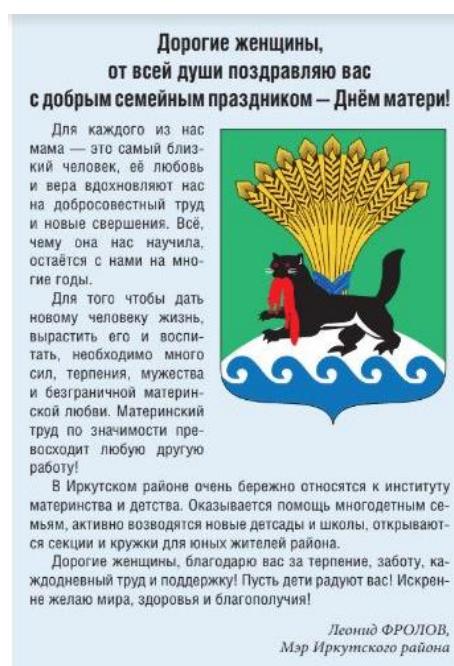 Дорогие женщины,
от всей души поздравляю вас
с добрым семейным праздником — Днём матери!
Для каждого из нас
мама — это самый близ-
кий человек, её любовь
и вера вдохновляют нас
на добросовестный труд
и новые свершения. Всё,
чему она нас научила,
остаётся с нами на мно-
гие годы.
Для того чтобы дать
новому человеку жизнь,
вырастить его и воспи-
тать, необходимо много
сил, терпения, мужества
и безграничной материн-
ской любви. Материнский
труд по значимости пре-
восходит любую другую
работу!
В Иркутском районе очень бережно относятся к институту
материнства и детства. Оказывается помощь многодетным се-
мьям, активно возводятся новые детсады и школы, открывают-
ся секции и кружки для юных жителей района.
Дорогие женщины, благодарю вас за терпение, заботу, ка-
ждодневный труд и поддержку! Пусть дети радуют вас! Искрен-
не желаю мира, здоровья и благополучия!
Леонид ФРОЛОВ,
Мэр Иркутского района